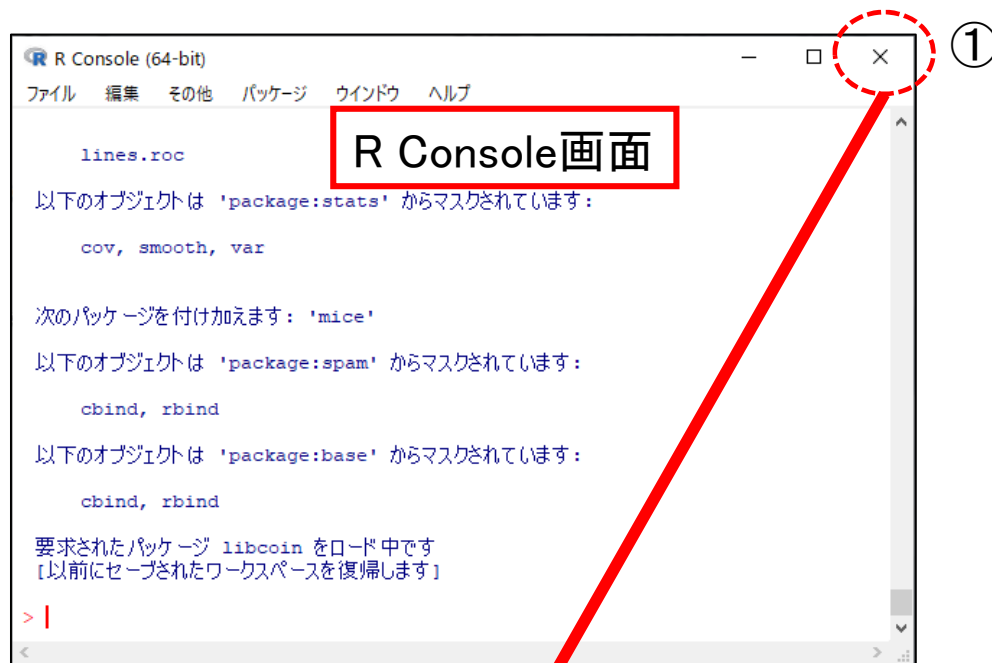 ①
R Console (64-bit)
ファイル 編集 その他 パッケージ ウインドウ ヘルプ
R Console画面
lines.roc
以下のオブジェクトは 'package:stats' からマスクされています:
cov, smooth, var
次のパッケージを付け加えます: 'mice'
以下のオブジェクトは 'package:spam' からマスクされています:
cbind, rbind
以下のオブジェクトは 'package:base' からマスクされています:
cbind, rbind
要求されたパッケージ libcoin をロード中です
[以前にセーブされたワークスペースを復帰します]
>